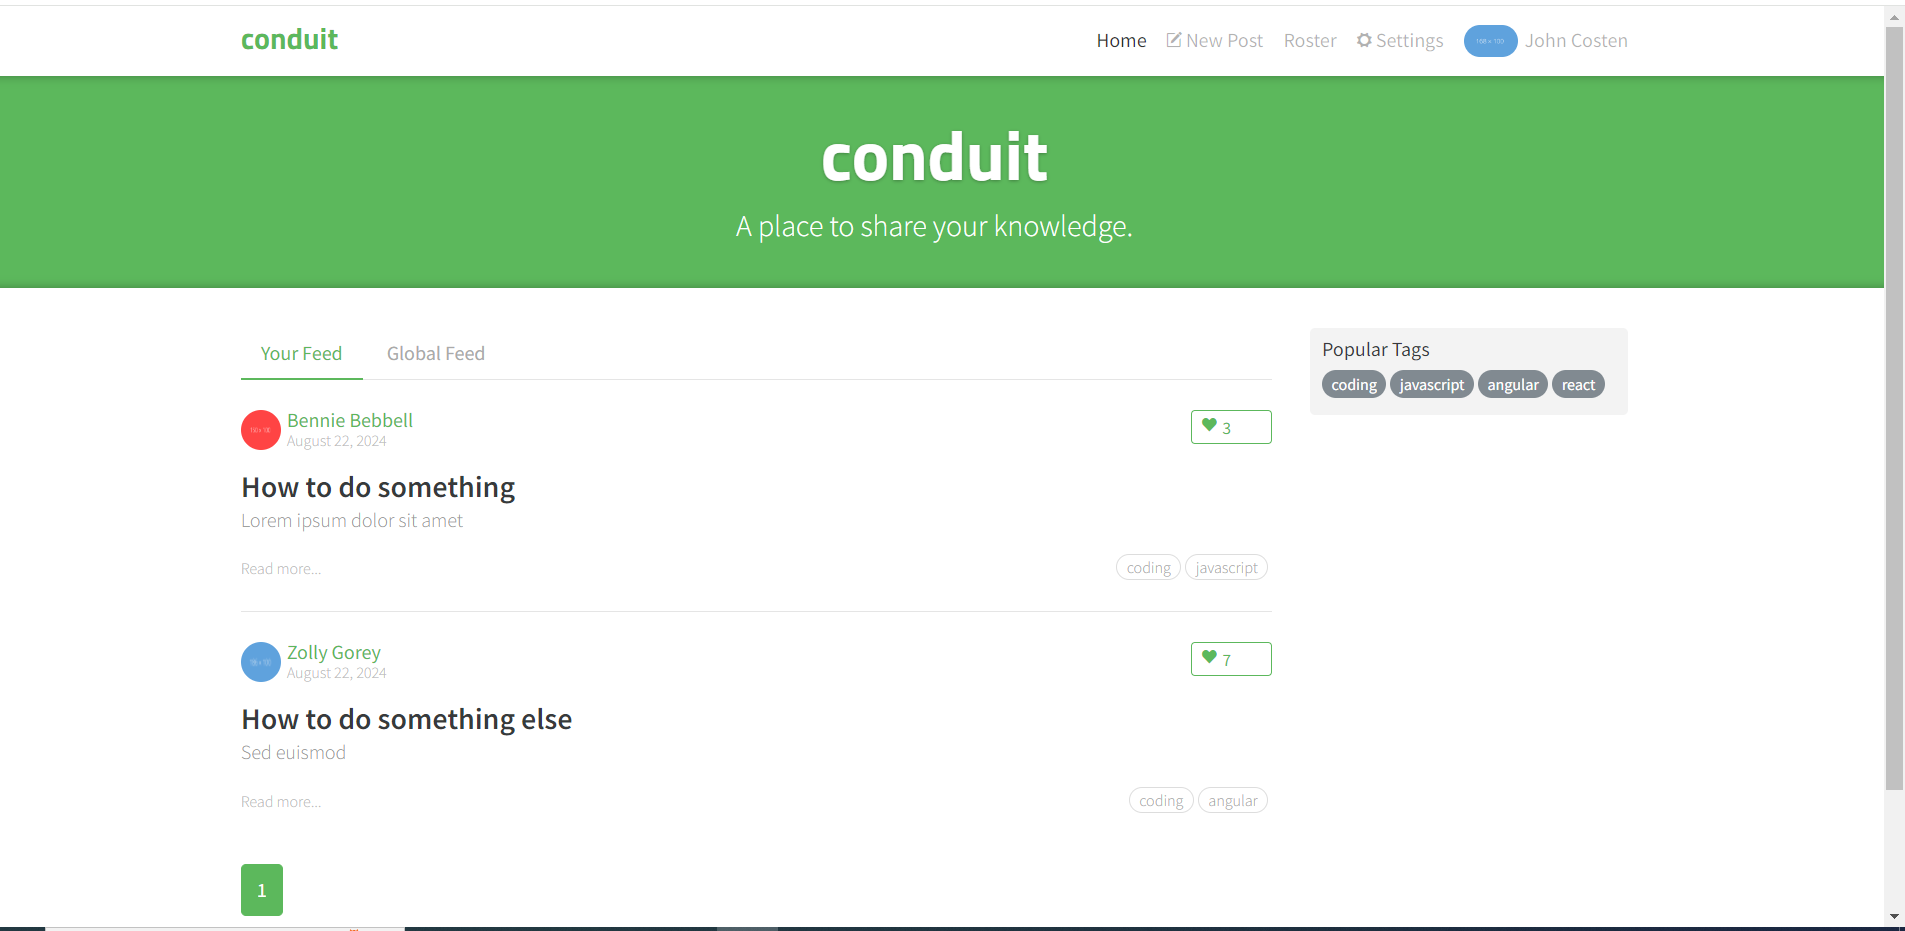 conduit
Home New Post Roster Settings John Costen
conduit
A place to share your knowledge.
Your Feed Global Feed
Popular Tags
coding javascript angular react
Bennie Bebbell
August 22, 2024
3
How to do something
Lorem ipsum dolor sit amet
Read more...
coding javascript
Zolly Gorey
August 22, 2024
7
How to do something else
Sed euismod
Read more...
coding angular
1